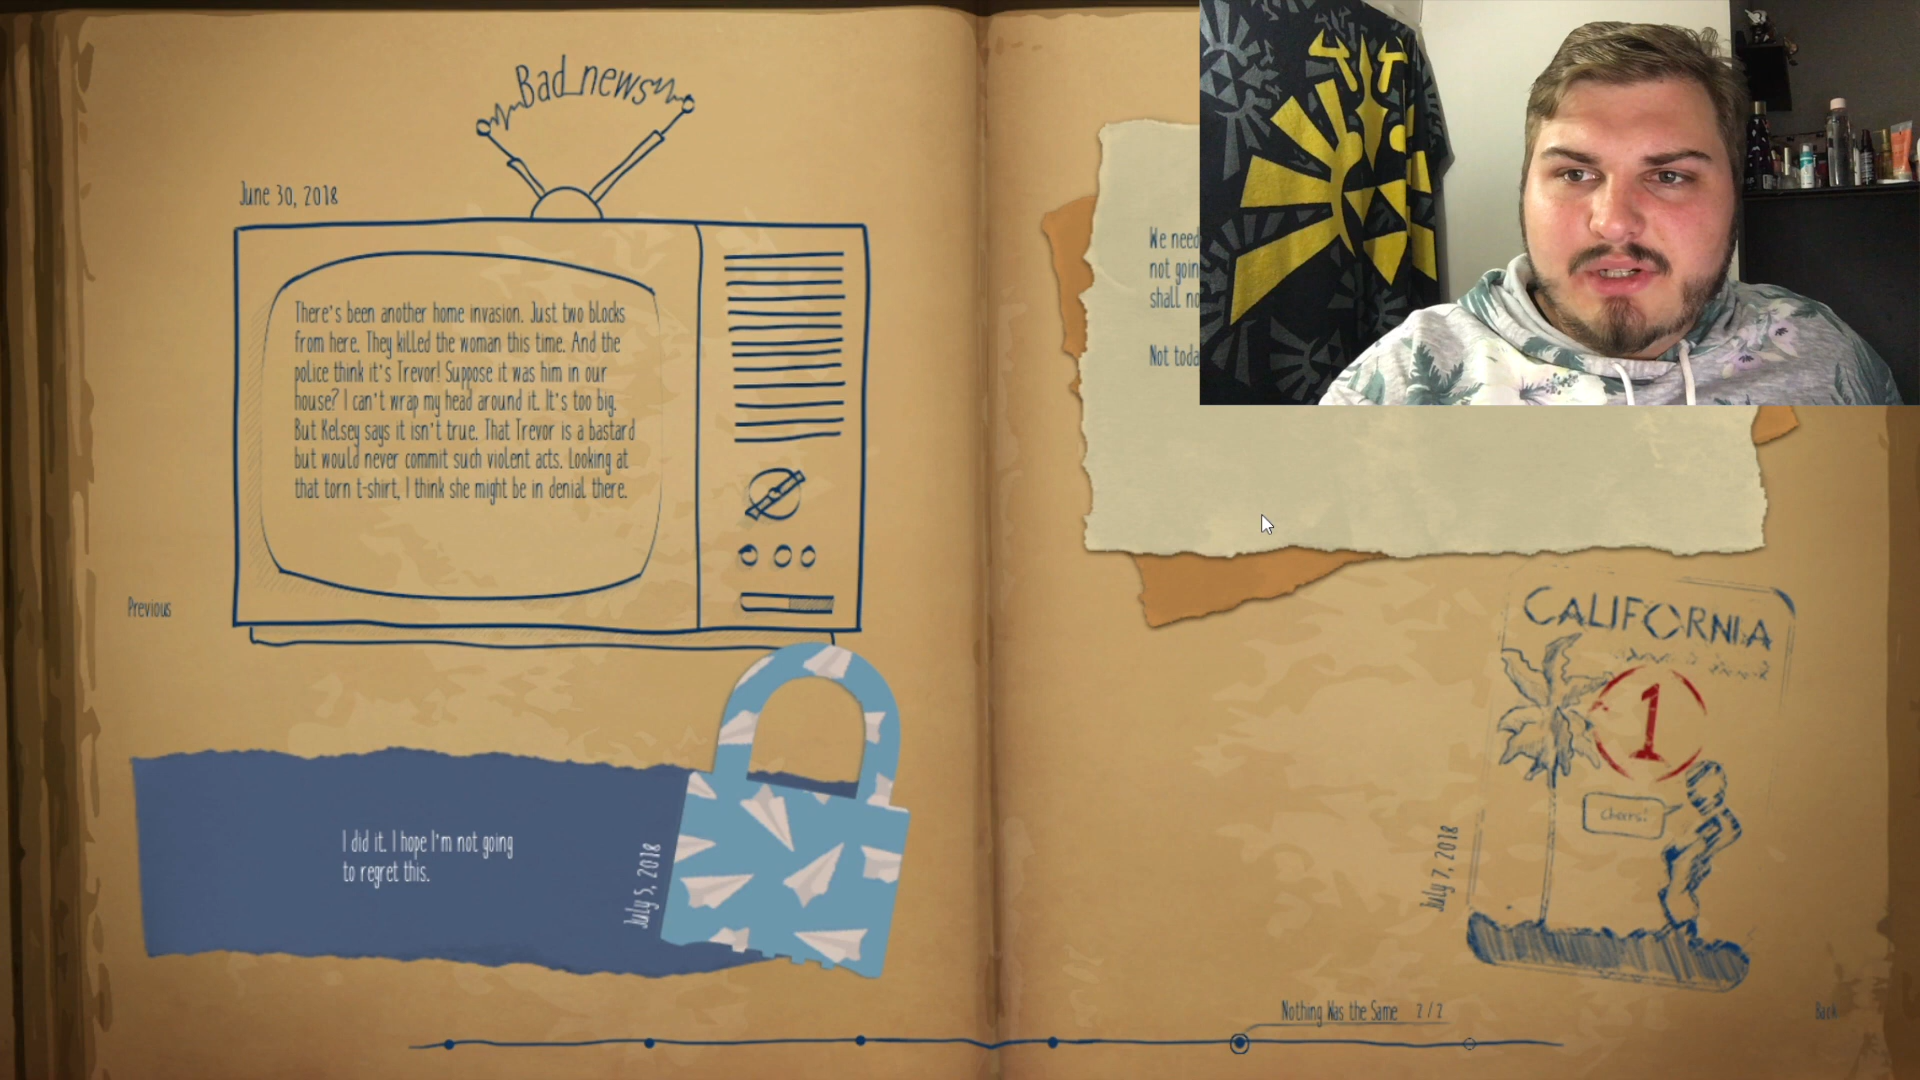 Bad news
June 30, 2018
There's been another home invasion. Just two blocks
from here. They killed the woman this time. And the
police think it's Trevor! Suppose it was him in our
house? I can't wrap my head around it. It's too big.
But Kelsey says it isn't true. That Trevor is a bastard
but would never commit such violent acts. Looking at
that torn t-shirt, I think she might be in denial there.
Previous
I did it. I hope I'm not going
to regret this.
July 5, 2018
We need
not goin
shall no
Not toda
CALIFORNIA
1
cheers!
July 7, 2018
Nothing Was the Same 2 / 2
Back